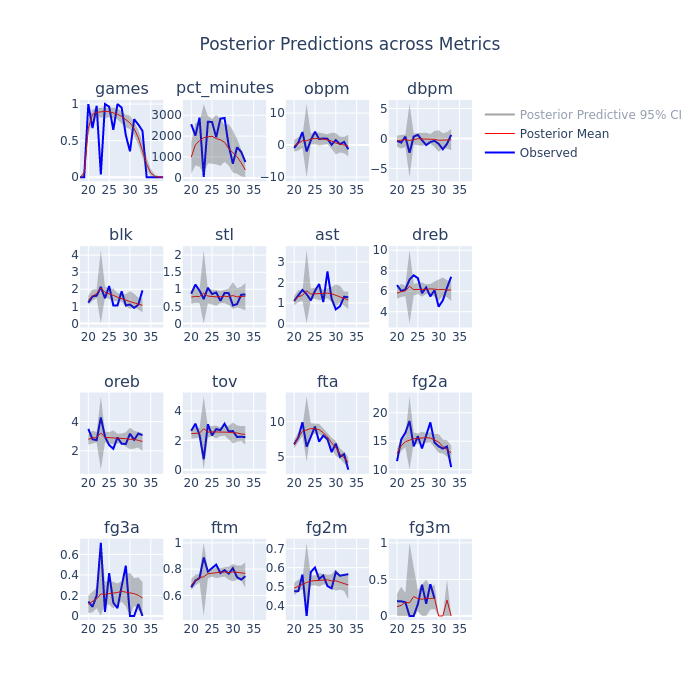 Posterior Predictions across Metrics
games pct_minutes obpm dbpm
Posterior Predictive 95% CI
Posterior Mean
Observed
1
0.5
0
20 25 30 35
3000
2000
1000
0
20 25 30 35
10
0
−10
20 25 30 35
5
0
−5
20 25 30 35
blk stl ast dreb
4
3
2
1
0
20 25 30 35
2
1.5
1
0.5
0
20 25 30 35
3
2
1
0
20 25 30 35
10
8
6
4
20 25 30 35
oreb tov fta fg2a
4
2
20 25 30 35
4
2
0
20 25 30 35
10
5
20 25 30 35
20
15
10
20 25 30 35
fg3a ftm fg2m fg3m
0.6
0.4
0.2
0
20 25 30 35
1
0.8
0.6
20 25 30 35
0.7
0.6
0.5
0.4
20 25 30 35
1
0.5
0
20 25 30 35